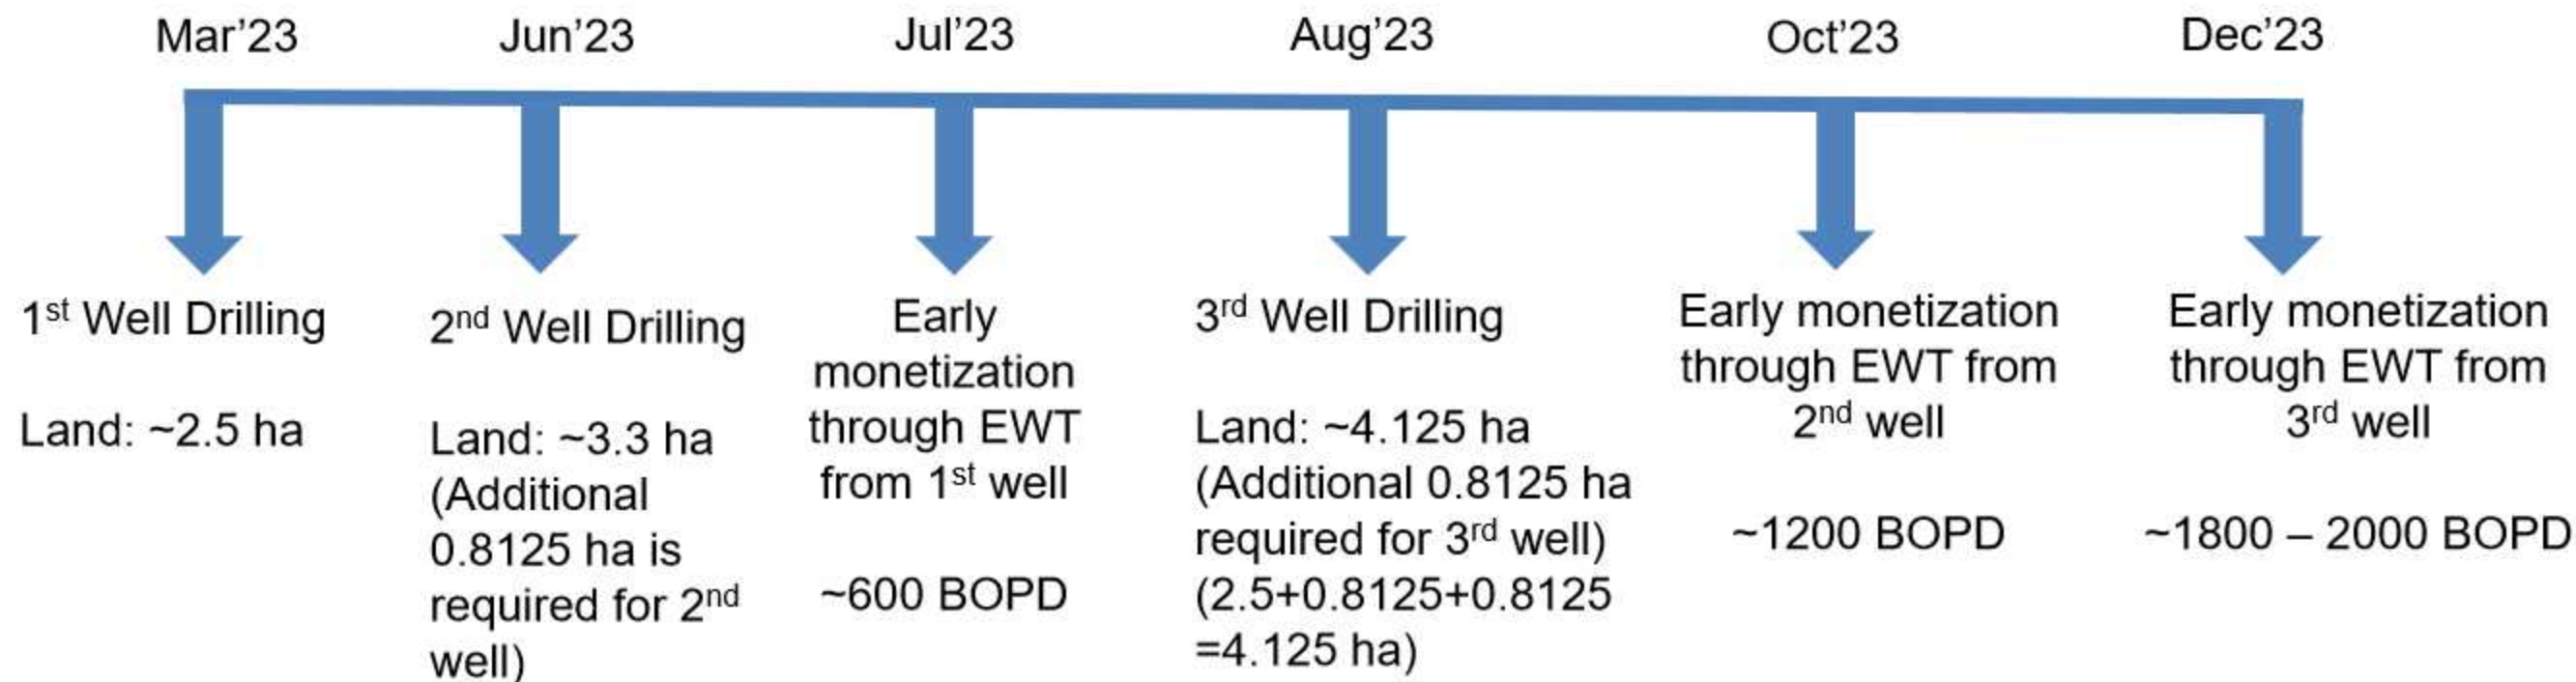 Mar’23
Jun’23
Jul’23
Aug’23
Oct’23
Dec’23
1st Well Drilling
Land: ~2.5 ha
2nd Well Drilling
Land: ~3.3 ha
(Additional
0.8125 ha is
required for 2nd
well)
Early
monetization
through EWT
from 1st well
~600 BOPD
3rd Well Drilling
Land: ~4.125 ha
(Additional 0.8125 ha
required for 3rd well)
(2.5+0.8125+0.8125
=4.125 ha)
Early monetization
through EWT from
2nd well
~1200 BOPD
Early monetization
through EWT from
3rd well
~1800 – 2000 BOPD